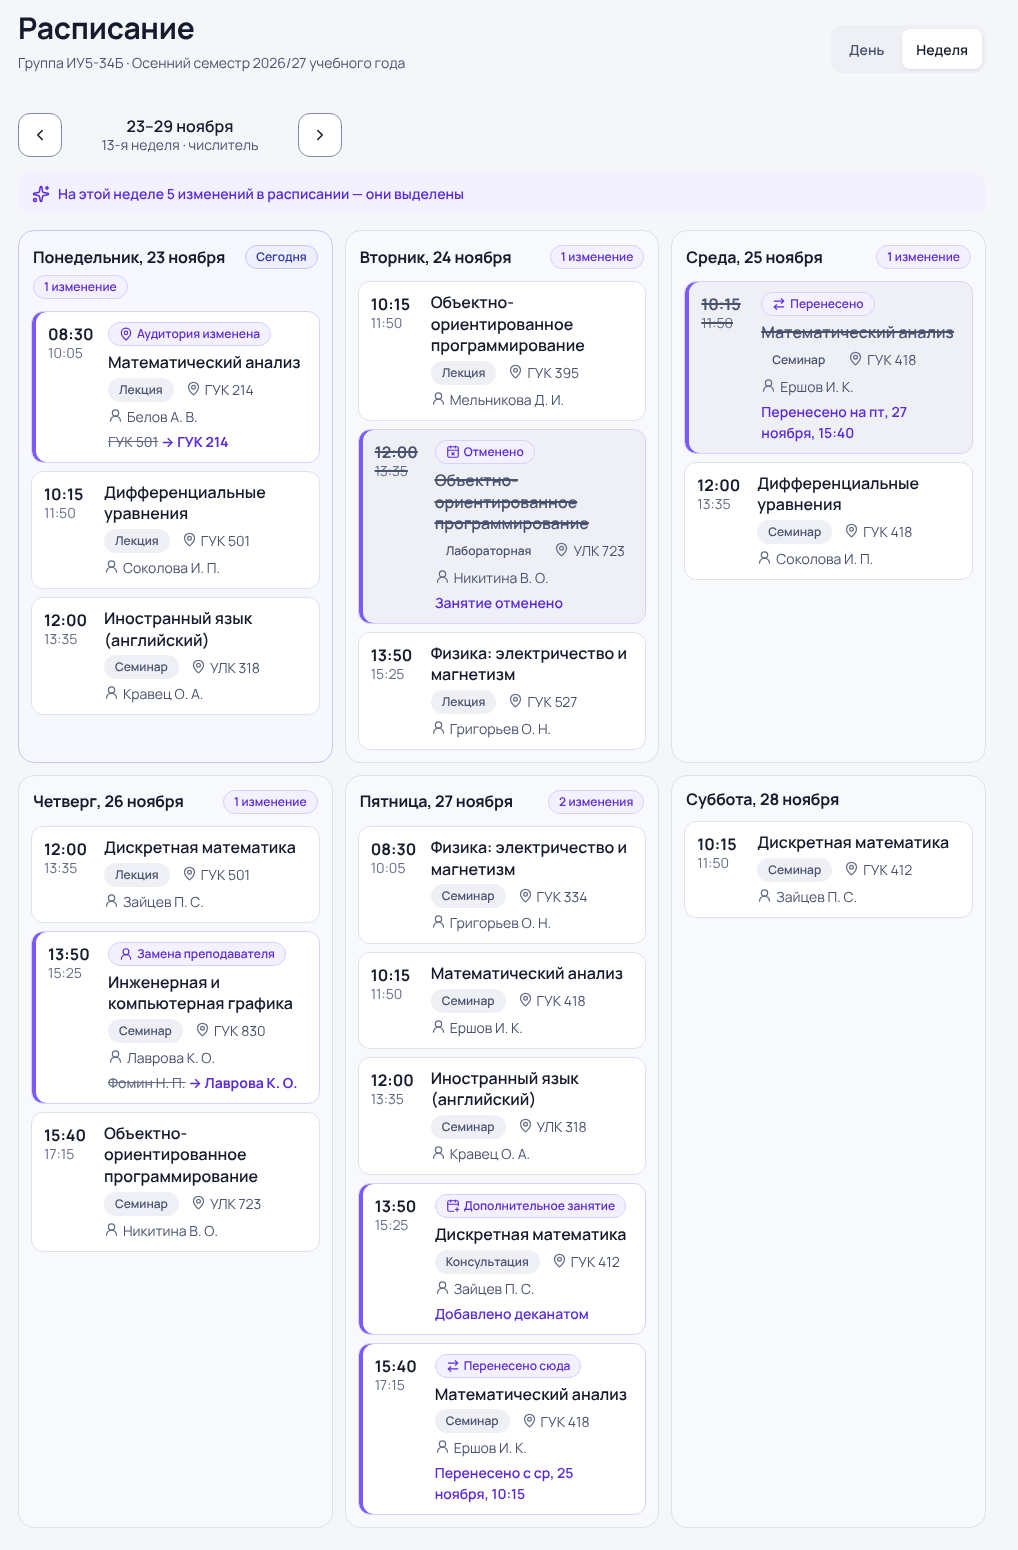 Расписание
Группа ИУ5-34Б · Осенний семестр 2026/27 учебного года
День
Неделя
23–29 ноября
13-я неделя · числитель
На этой неделе 5 изменений в расписании — они выделены
Понедельник, 23 ноября
Сегодня
1 изменение
08:30
10:05
Аудитория изменена
Математический анализ
Лекция
ГУК 214
Белов А. В.
ГУК 501 → ГУК 214
10:15
11:50
Дифференциальные
уравнения
Лекция
ГУК 501
Соколова И. П.
12:00
13:35
Иностранный язык
(английский)
Семинар
УЛК 318
Кравец О. А.
Вторник, 24 ноября
1 изменение
10:15
11:50
Объектно-
ориентированное
программирование
Лекция
ГУК 395
Мельникова Д. И.
12:00
13:35
Отменено
Объектно-
ориентированное
программирование
Лабораторная
УЛК 723
Никитина В. О.
Занятие отменено
13:50
15:25
Физика: электричество и
магнетизм
Лекция
ГУК 527
Григорьев О. Н.
Среда, 25 ноября
1 изменение
10:15
11:50
Перенесено
Математический анализ
Семинар
ГУК 418
Ершов И. К.
Перенесено на пт, 27
ноября, 15:40
12:00
13:35
Дифференциальные
уравнения
Семинар
ГУК 418
Соколова И. П.
Четверг, 26 ноября
1 изменение
12:00
13:35
Дискретная математика
Лекция
ГУК 501
Зайцев П. С.
13:50
15:25
Замена преподавателя
Инженерная и
компьютерная графика
Семинар
ГУК 830
Лаврова К. О.
Фомин Н. П. → Лаврова К. О.
15:40
17:15
Объектно-
ориентированное
программирование
Семинар
УЛК 723
Никитина В. О.
Пятница, 27 ноября
2 изменения
08:30
10:05
Физика: электричество и
магнетизм
Семинар
ГУК 334
Григорьев О. Н.
10:15
11:50
Математический анализ
Семинар
ГУК 418
Ершов И. К.
12:00
13:35
Иностранный язык
(английский)
Семинар
УЛК 318
Кравец О. А.
13:50
15:25
Дополнительное занятие
Дискретная математика
Консультация
ГУК 412
Зайцев П. С.
Добавлено деканатом
15:40
17:15
Перенесено сюда
Математический анализ
Семинар
ГУК 418
Ершов И. К.
Перенесено с ср, 25
ноября, 10:15
Суббота, 28 ноября
10:15
11:50
Дискретная математика
Семинар
ГУК 412
Зайцев П. С.